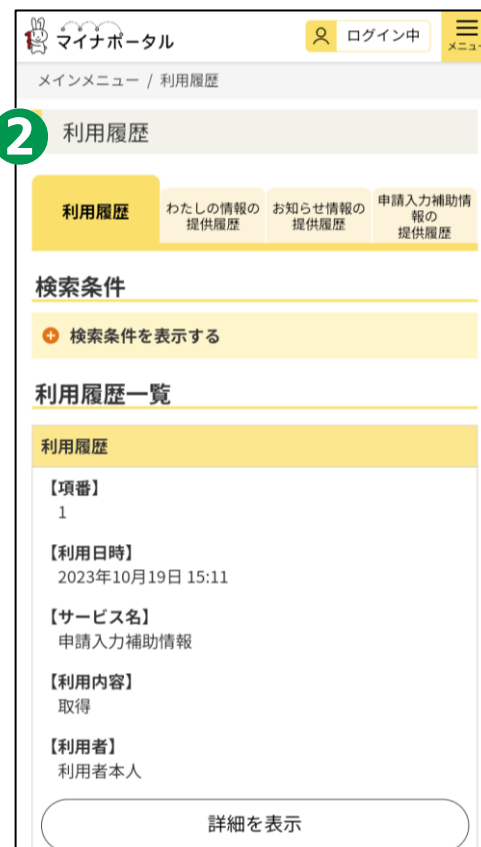 マイナポータル
ログイン中
メニュー
メインメニュー / 利用履歴
2
利用履歴
利用履歴
わたしの情報の
提供履歴
お知らせ情報の
提供履歴
申請入力補助情
報の
提供履歴
検索条件
検索条件を表示する
利用履歴一覧
利用履歴
【項番】
1
【利用日時】
2023年10月19日 15:11
【サービス名】
申請入力補助情報
【利用内容】
取得
【利用者】
利用者本人
詳細を表示